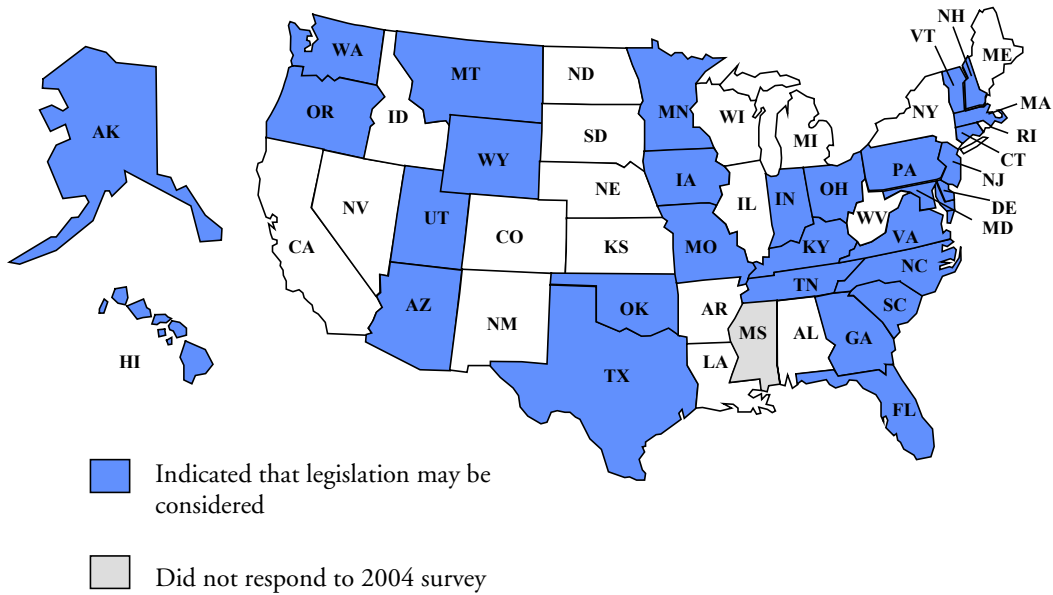 NH
VT
ME
WA
MT
ND
MN
OR
ID
WI
NY
MA
AK
SD
MI
RI
WY
CT
PA
NJ
IA
NE
OH
NV
UT
IL
IN
DE
CO
WV
MD
CA
KS
MO
KY
VA
NC
TN
AZ
OK
AR
SC
NM
MS
AL
GA
HI
LA
TX
FL
Indicated that legislation may be
considered
Did not respond to 2004 survey